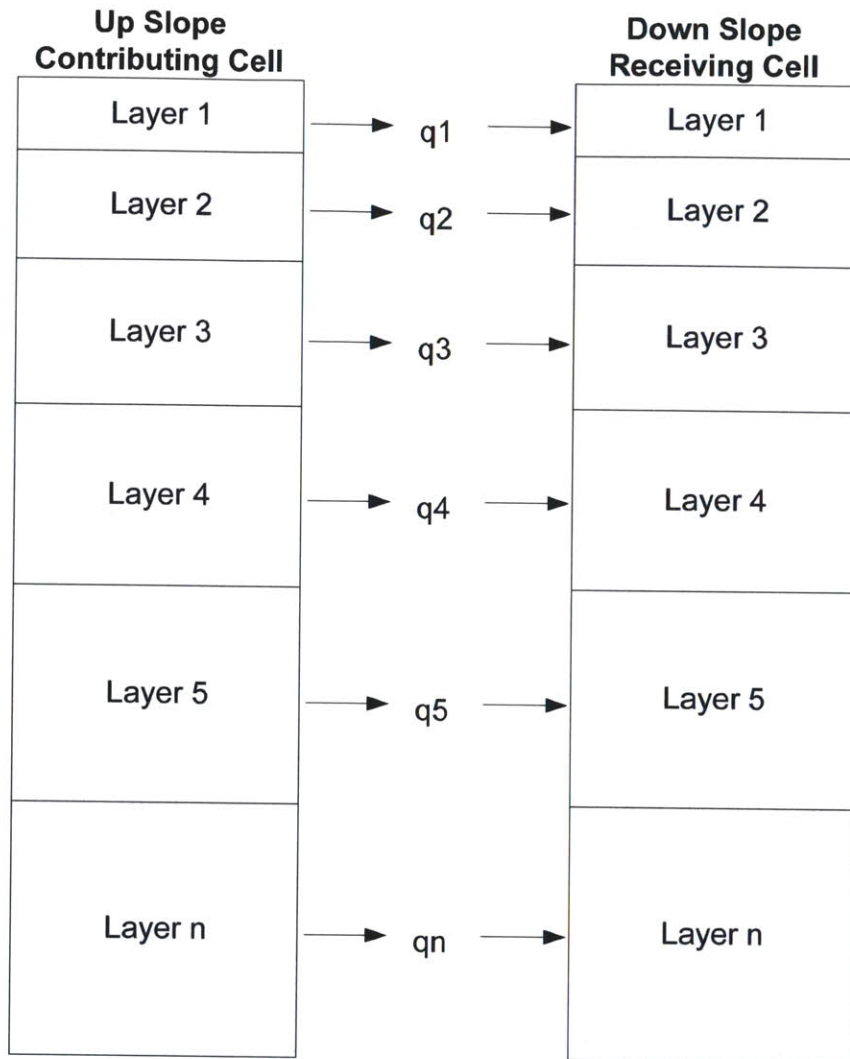 Up Slope
Contributing Cell
Down Slope
Receiving Cell
Layer 1
q1
Layer 1
Layer 2
q2
Layer 2
Layer 3
q3
Layer 3
Layer 4
q4
Layer 4
Layer 5
q5
Layer 5
Layer n
qn
Layer n